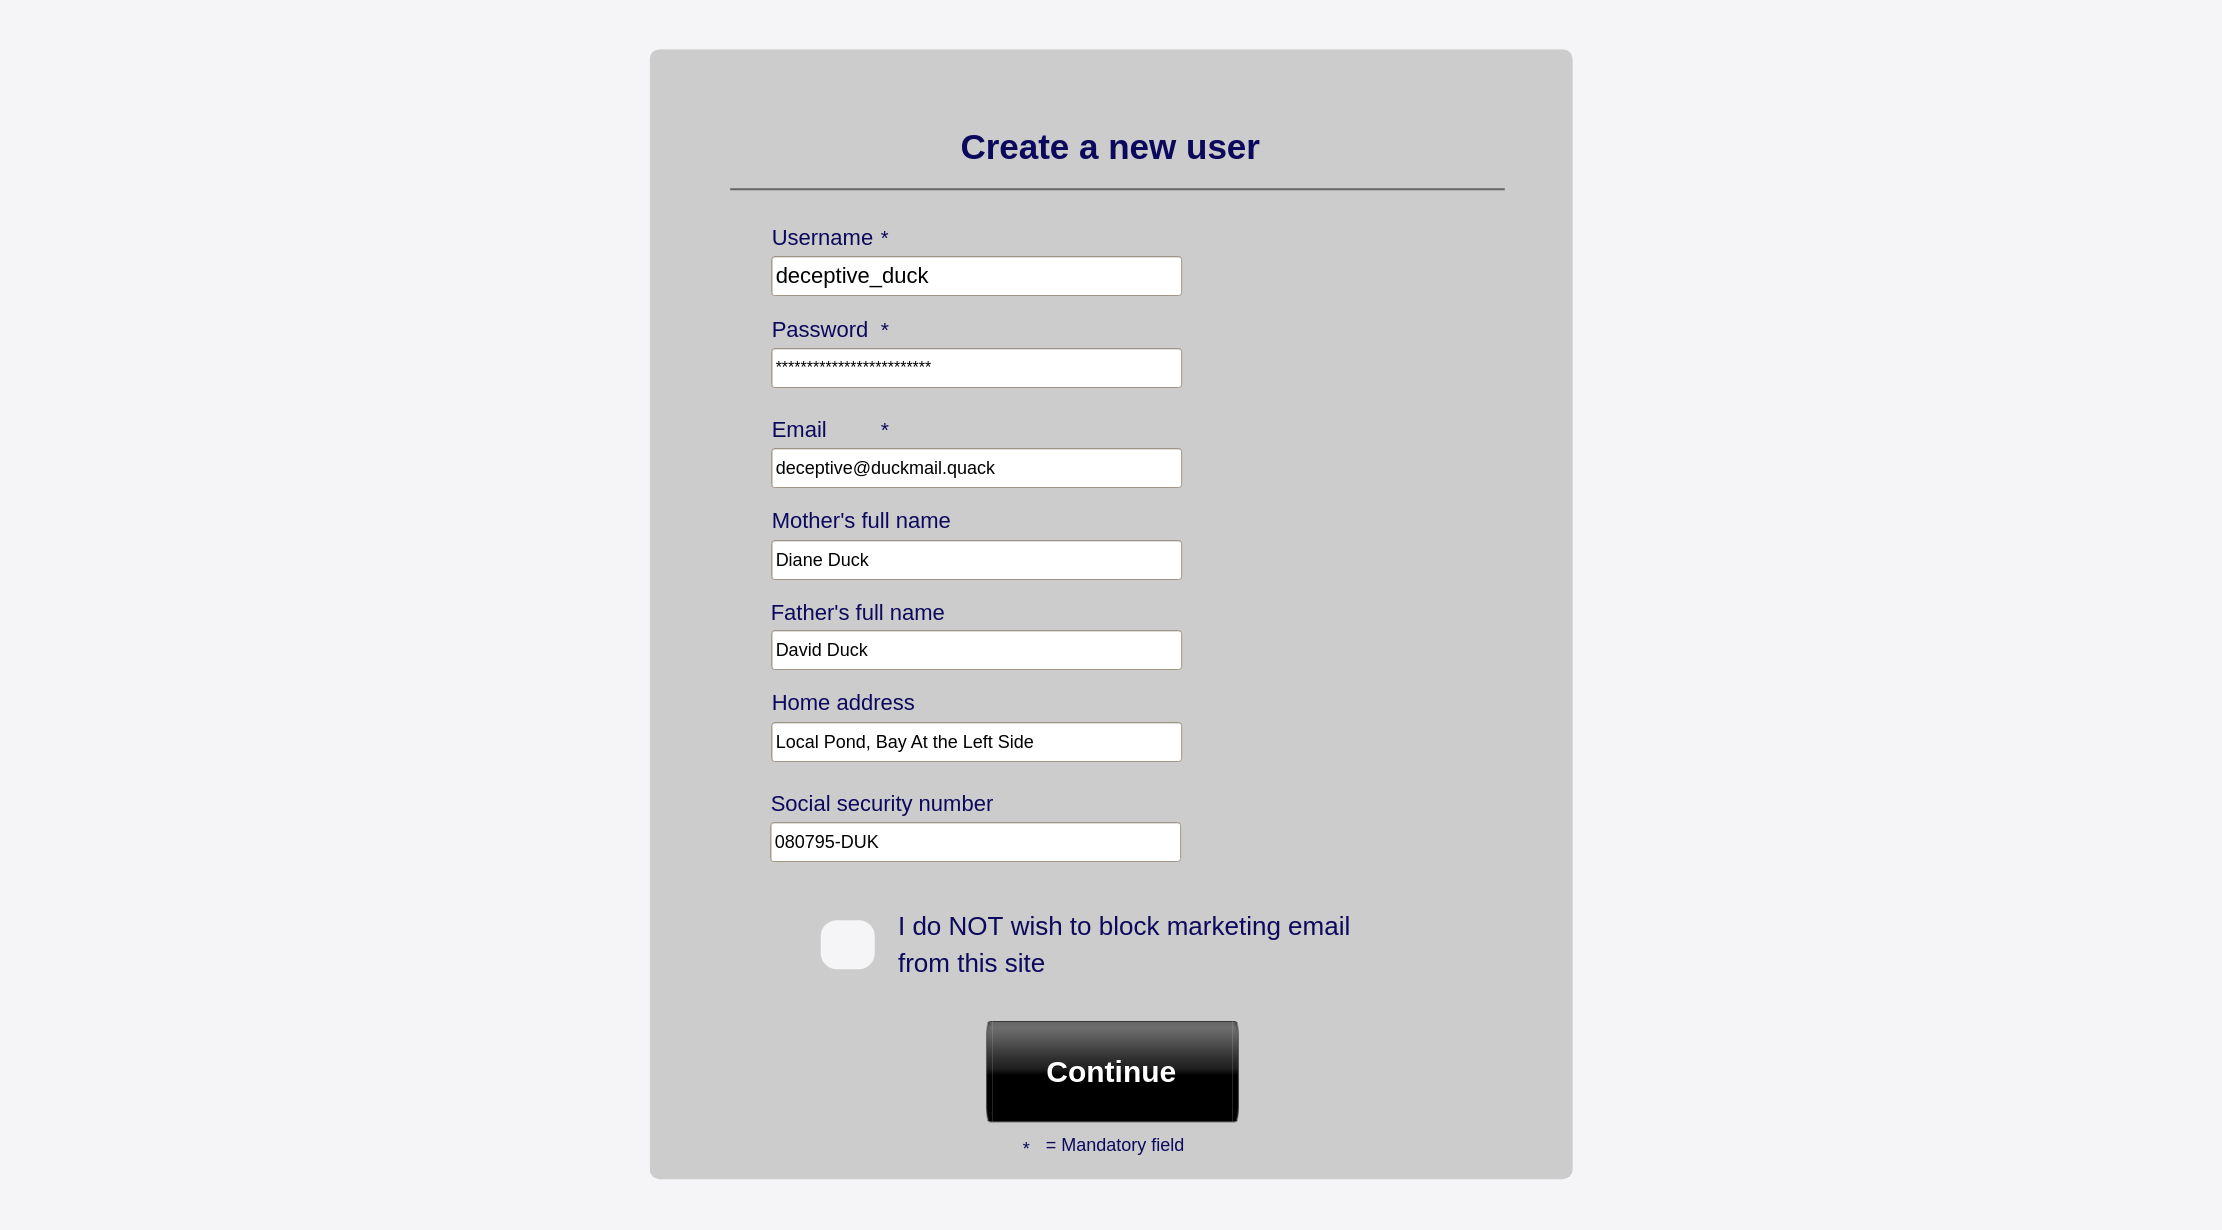 Create a new user
Username *
deceptive_duck
Password *
*************************
Email *
deceptive@duckmail.quack
Mother's full name
Diane Duck
Father's full name
David Duck
Home address
Local Pond, Bay At the Left Side
Social security number
080795-DUK
I do NOT wish to block marketing email
from this site
Continue
* = Mandatory field